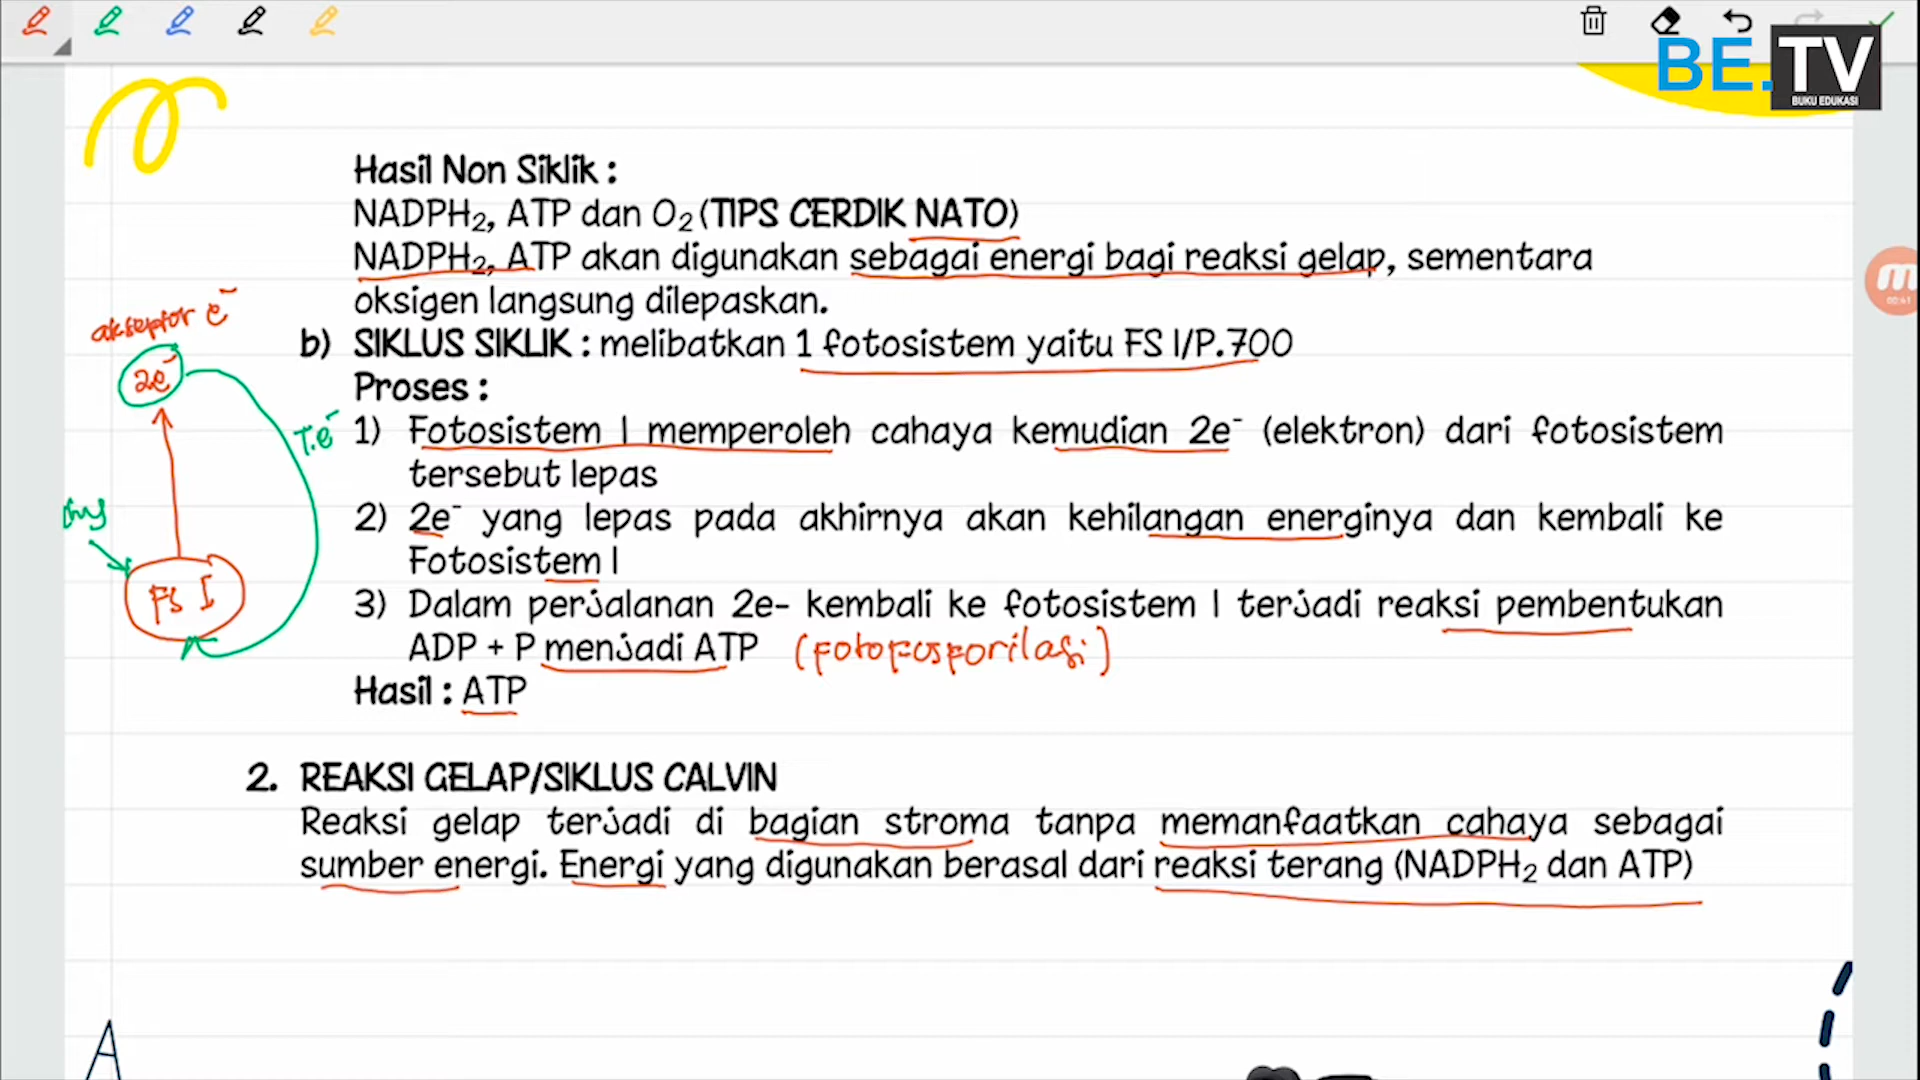 BE.TV
BUKU EDUKASI
Hasil Non Siklik :
NADPH₂, ATP dan O₂ (TIPS CERDIK NATO)
NADPH₂, ATP akan digunakan sebagai energi bagi reaksi gelap, sementara
oksigen langsung dilepaskan.
akseptor e⁻
b) SIKLUS SIKLIK : melibatkan 1 fotosistem yaitu FS I/P.700
2e⁻
Proses :
T.e⁻
1) Fotosistem I memperoleh cahaya kemudian 2e⁻ (elektron) dari fotosistem
tersebut lepas
2) 2e⁻ yang lepas pada akhirnya akan kehilangan energinya dan kembali ke
Fotosistem I
FS I
3) Dalam perjalanan 2e- kembali ke fotosistem I terjadi reaksi pembentukan
ADP + P menjadi ATP (fotofosforilasi)
Hasil : ATP
2. REAKSI GELAP/SIKLUS CALVIN
Reaksi gelap terjadi di bagian stroma tanpa memanfaatkan cahaya sebagai
sumber energi. Energi yang digunakan berasal dari reaksi terang (NADPH₂ dan ATP)
A